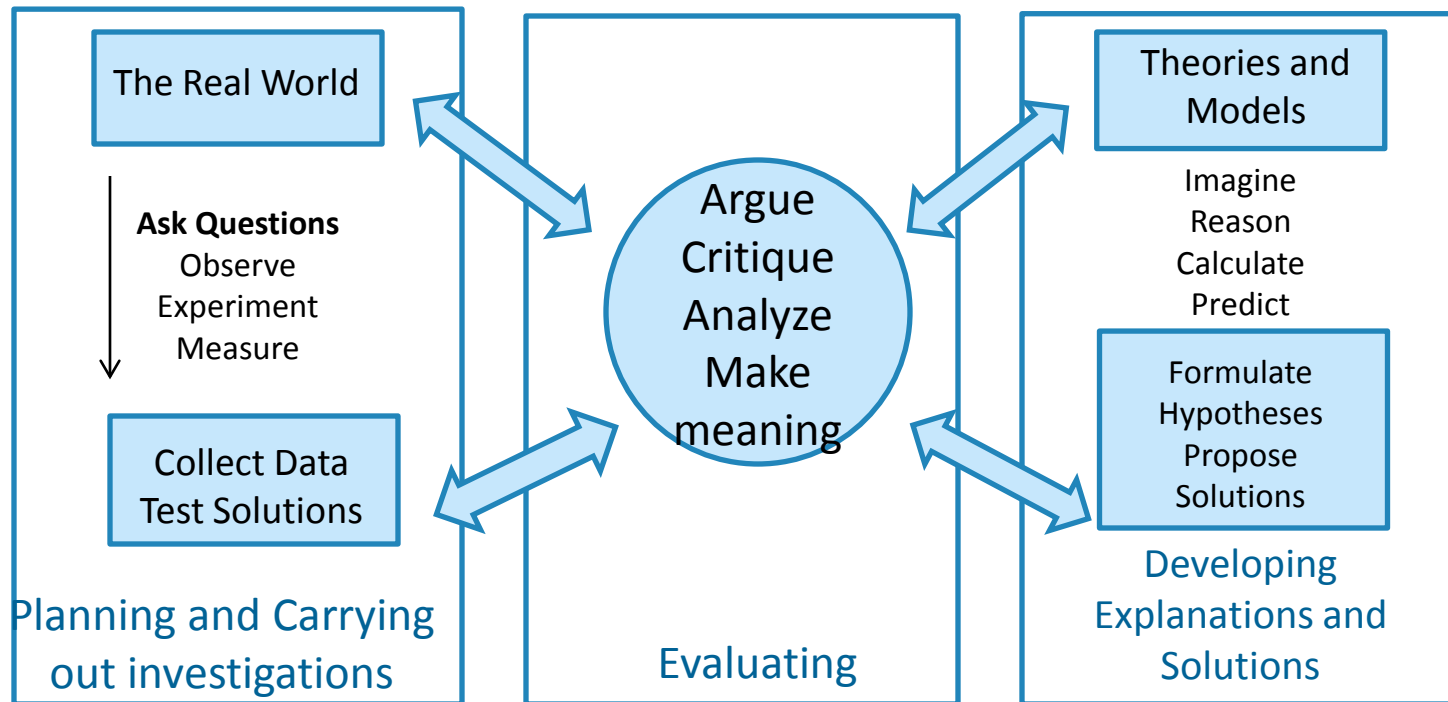 The Real World
Ask Questions
Observe
Experiment
Measure
Collect Data
Test Solutions
Planning and Carrying
out investigations
Argue
Critique
Analyze
Make
meaning
Evaluating
Theories and
Models
Imagine
Reason
Calculate
Predict
Formulate
Hypotheses
Propose
Solutions
Developing
Explanations and
Solutions